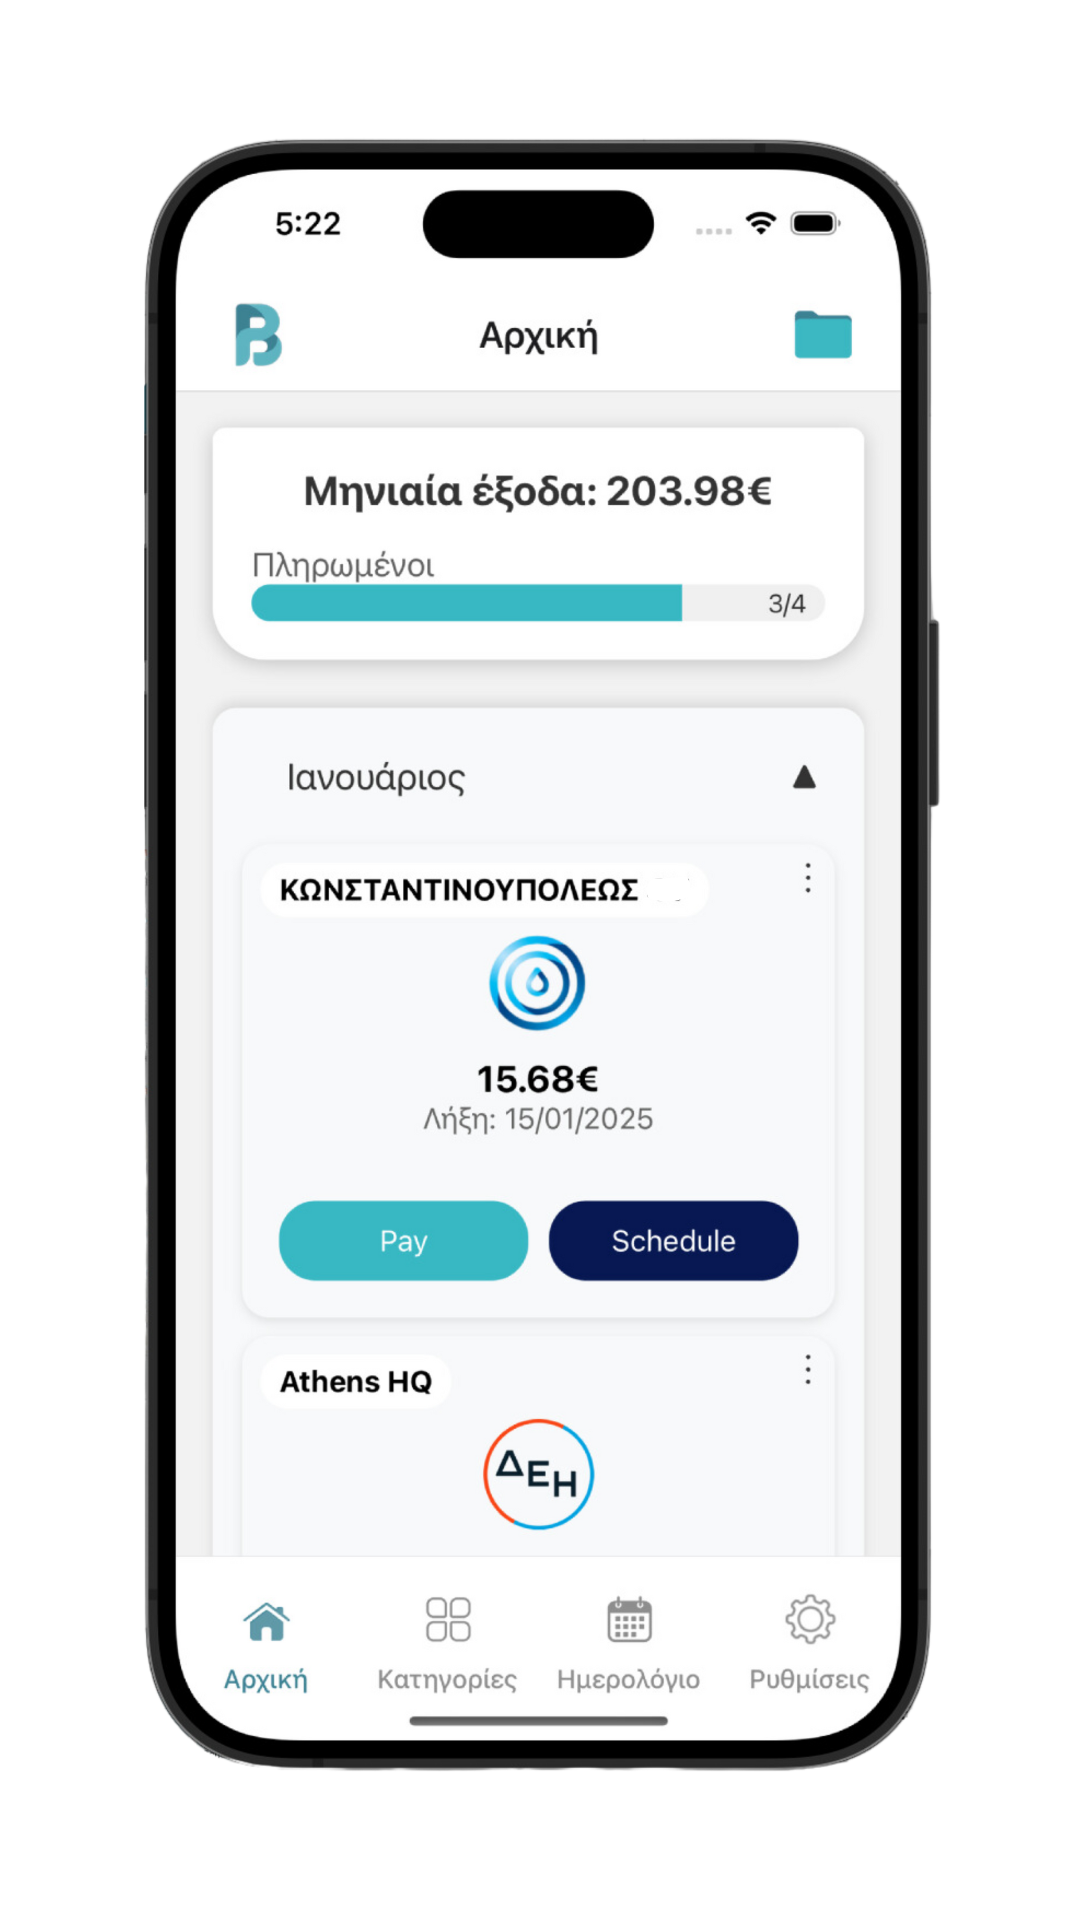 5:22
Αρχική
Μηνιαία έξοδα: 203.98€
Πληρωμένοι
3/4
Ιανουάριος
ΚΩΝΣΤΑΝΤΙΝΟΥΠΟΛΕΩΣ
15.68€
Λήξη: 15/01/2025
Pay Schedule
Athens HQ
ΔΕΗ
Αρχική Κατηγορίες Ημερολόγιο Ρυθμίσεις